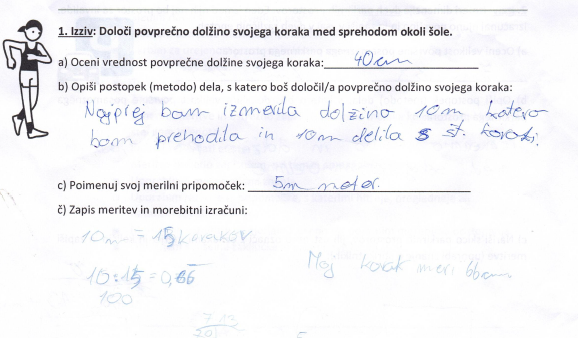 1. Izziv: Določi povprečno dolžino svojega koraka med sprehodom okoli šole.
a) Oceni vrednost povprečne dolžine svojega koraka: 40cm
b) Opiši postopek (metodo) dela, s katero boš določil/a povprečno dolžino svojega koraka:
Najprej bom izmerila dolžino 10m katero
bom prehodila in 10m delila s št. koraki.
c) Poimenuj svoj merilni pripomoček: 5m meter.
č) Zapis meritev in morebitni izračuni:
10m = 15 korakov
10:15 = 0,66
Moj korak meri 66cm
100